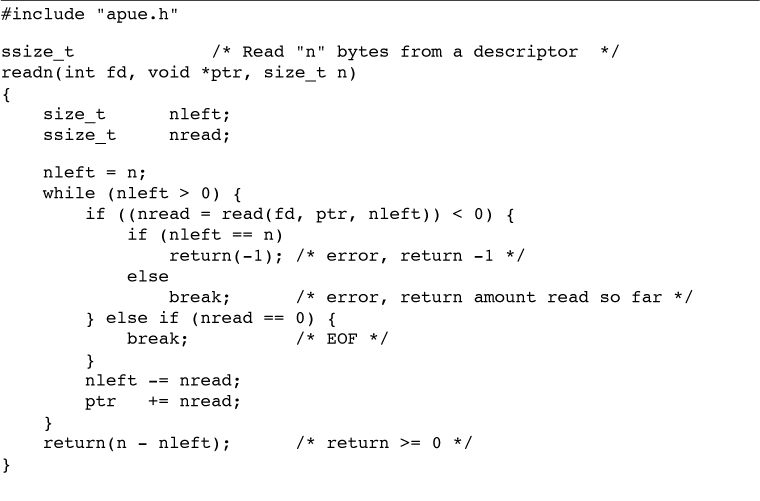 #include "apue.h"

ssize_t             /* Read "n" bytes from a descriptor  */
readn(int fd, void *ptr, size_t n)
{
    size_t      nleft;
    ssize_t     nread;

    nleft = n;
    while (nleft > 0) {
        if ((nread = read(fd, ptr, nleft)) < 0) {
            if (nleft == n)
                return(-1); /* error, return -1 */
            else
                break;      /* error, return amount read so far */
        } else if (nread == 0) {
            break;          /* EOF */
        }
        nleft -= nread;
        ptr   += nread;
    }
    return(n - nleft);      /* return >= 0 */
}